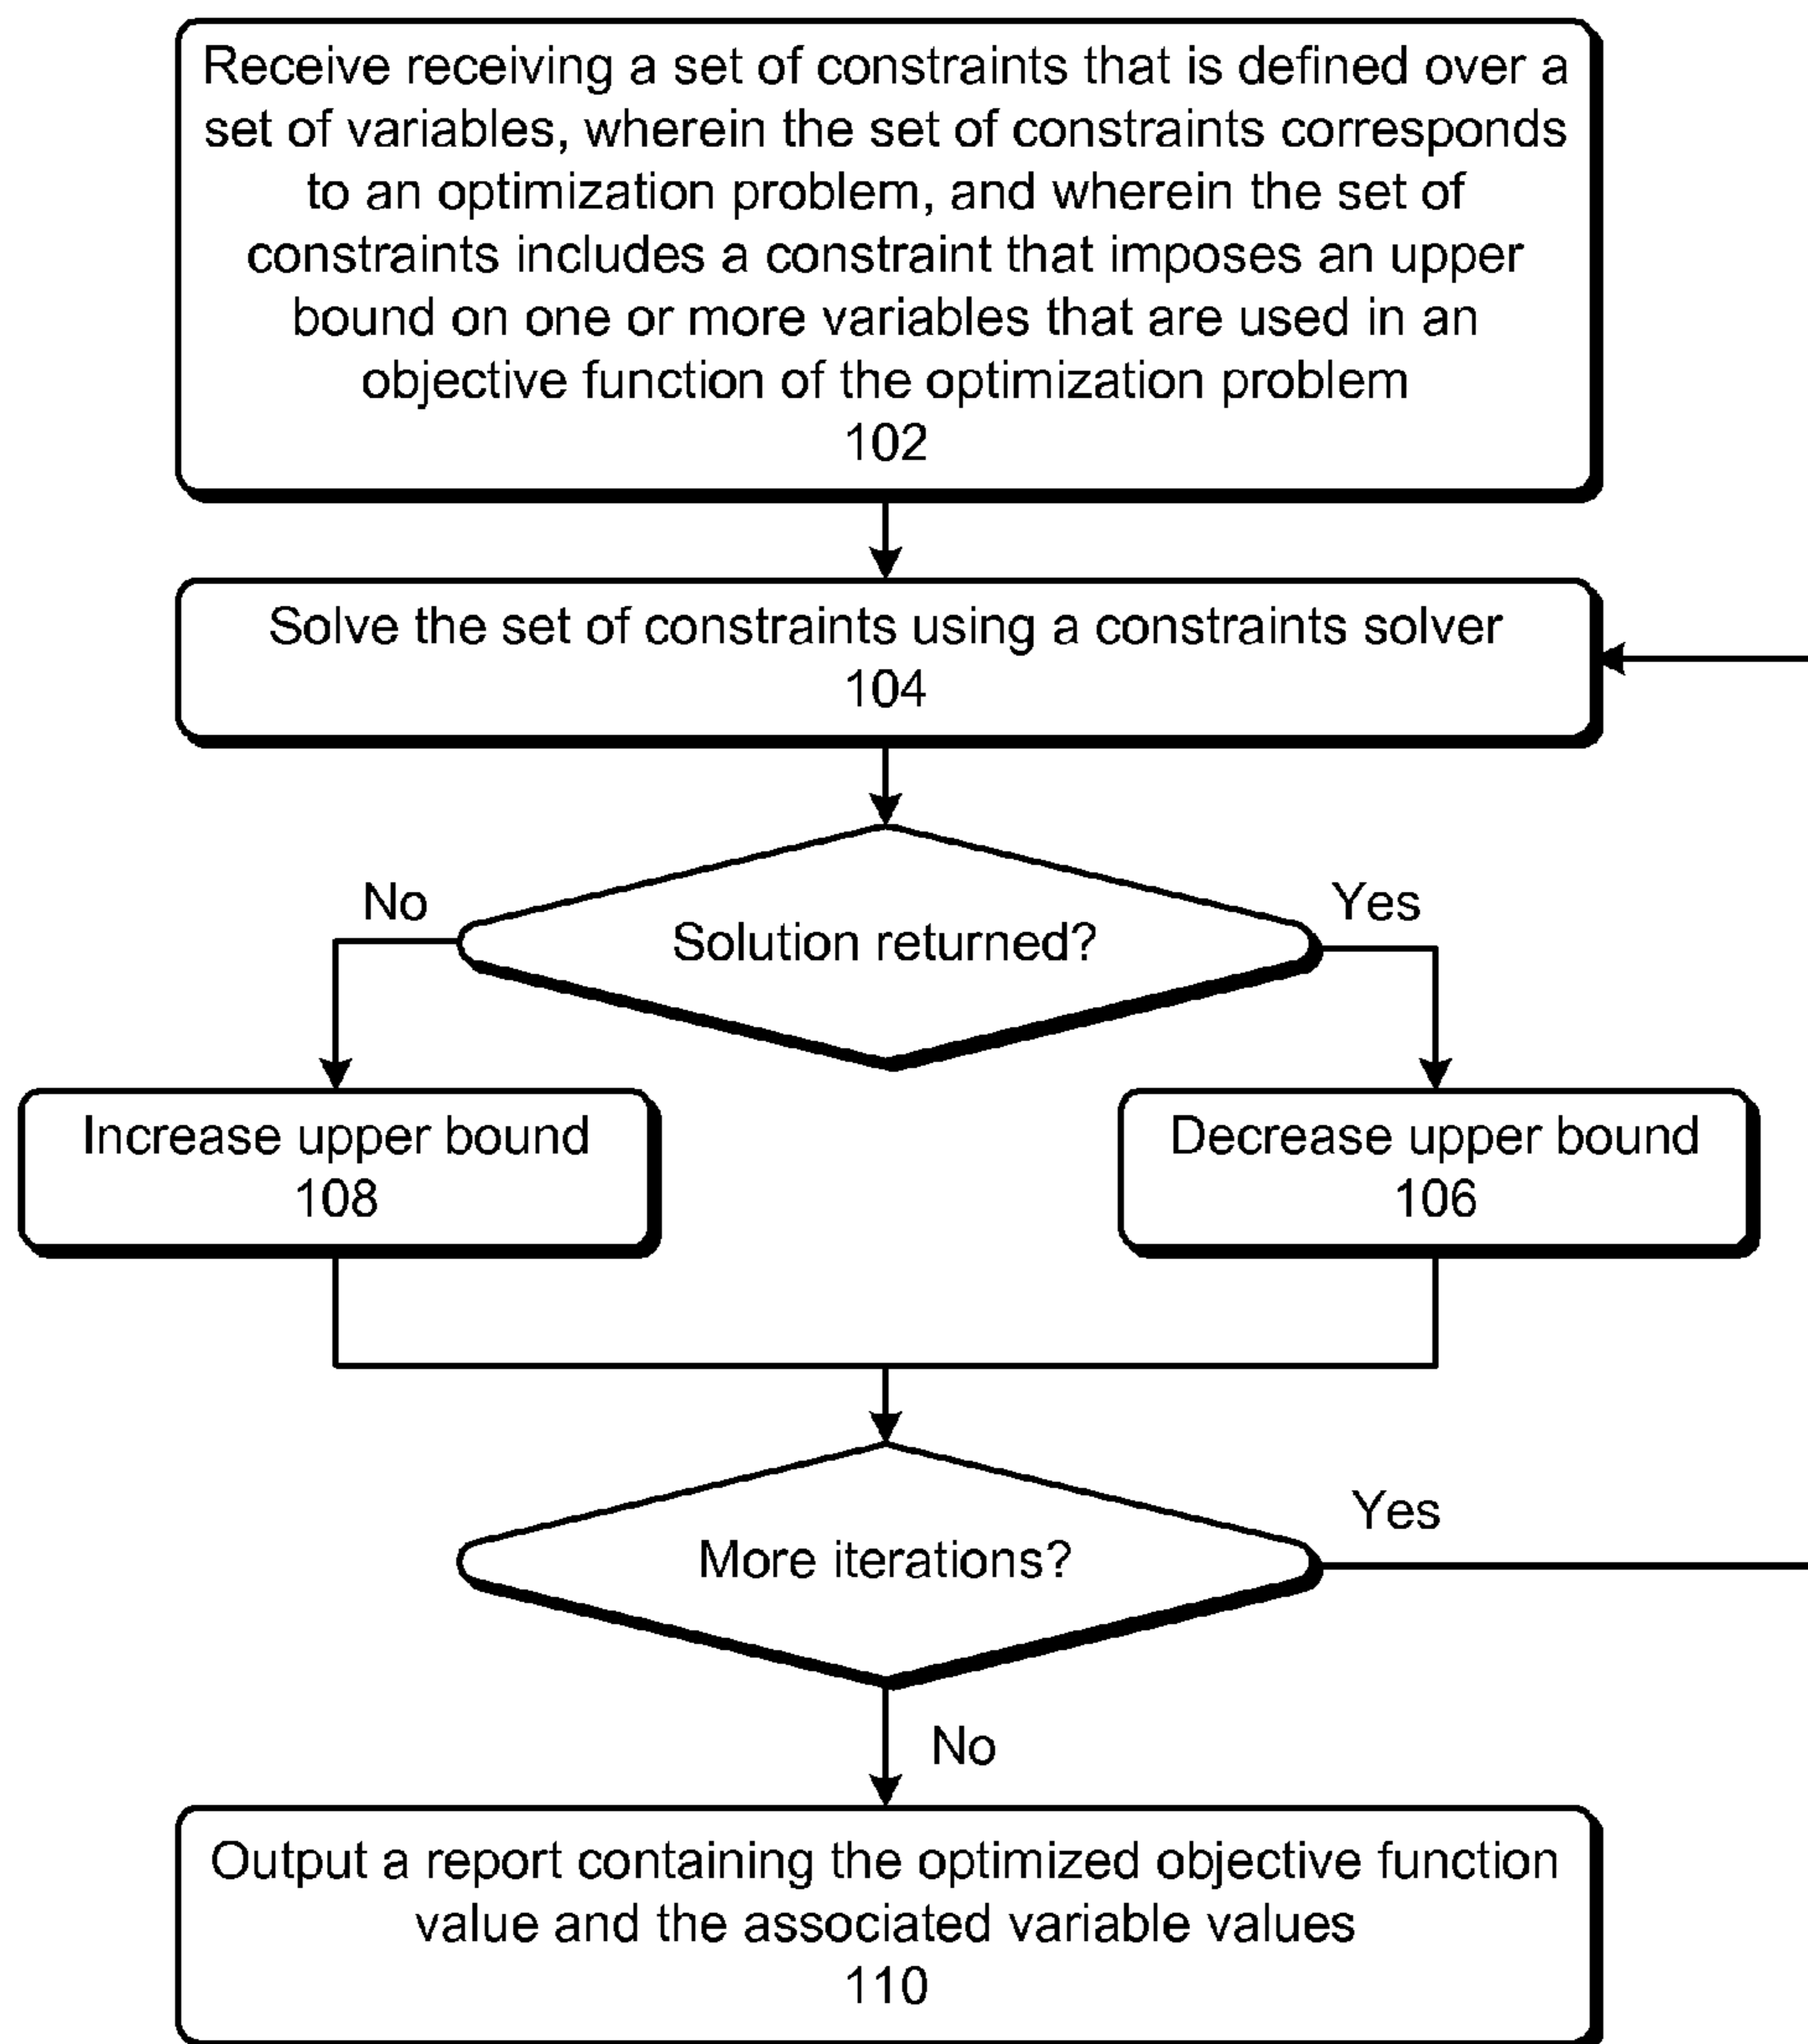 Receive receiving a set of constraints that is defined over a
set of variables, wherein the set of constraints corresponds
to an optimization problem, and wherein the set of
constraints includes a constraint that imposes an upper
bound on one or more variables that are used in an
objective function of the optimization problem
102
Solve the set of constraints using a constraints solver
104
No
Yes
Solution returned?
Increase upper bound
108
Decrease upper bound
106
Yes
More iterations?
No
Output a report containing the optimized objective function
value and the associated variable values
110